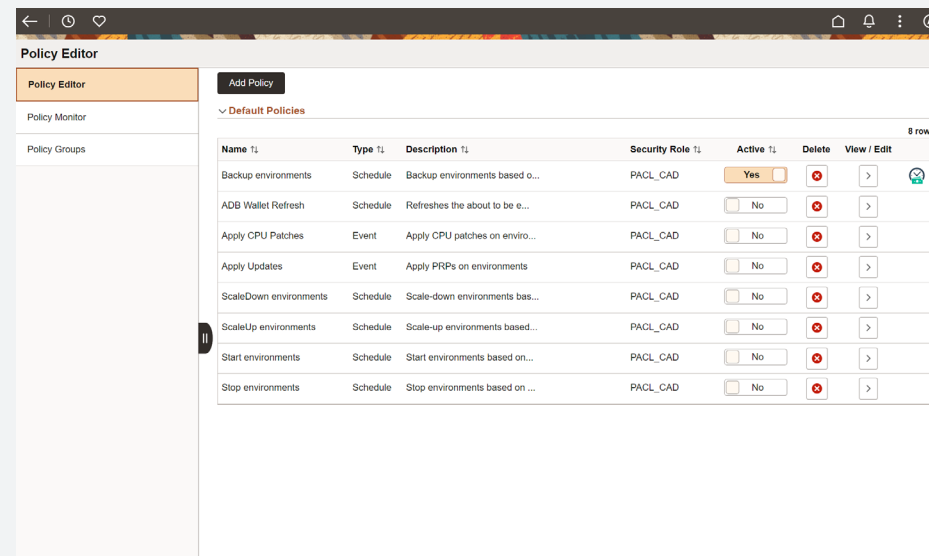 Policy Editor
Policy Editor
Policy Monitor
Policy Groups
Add Policy
Default Policies
8 row
Name Type Description Security Role Active Delete View / Edit
Backup environments Schedule Backup environments based o... PACL_CAD Yes
ADB Wallet Refresh Schedule Refreshes the about to be e... PACL_CAD No
Apply CPU Patches Event Apply CPU patches on enviro... PACL_CAD No
Apply Updates Event Apply PRPs on environments PACL_CAD No
ScaleDown environments Schedule Scale-down environments bas... PACL_CAD No
ScaleUp environments Schedule Scale-up environments based... PACL_CAD No
Start environments Schedule Start environments based on... PACL_CAD No
Stop environments Schedule Stop environments based on ... PACL_CAD No